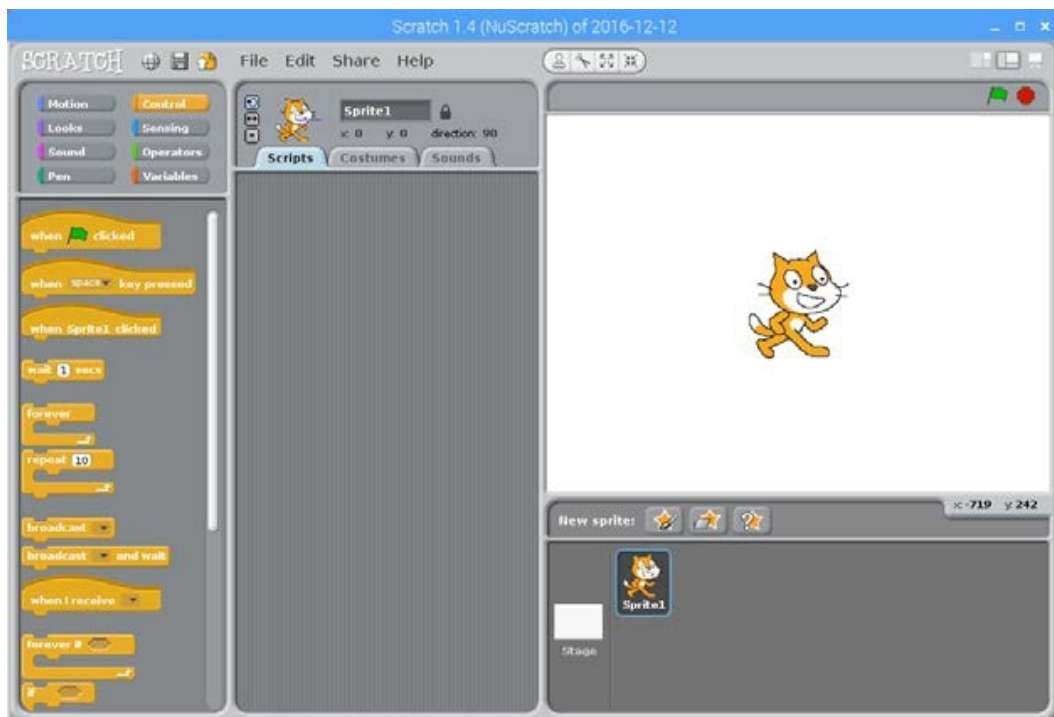 Scratch 1.4 (NuScratch) of 2016-12-12
SCRATCH File Edit Share Help
Motion Control
Looks Sensing
Sound Operators
Pen Variables
Sprite1
x: 0 y: 0 direction: 90
Scripts Costumes Sounds
when clicked
when space key pressed
when Sprite1 clicked
wait 1 secs
forever
repeat 10
broadcast
broadcast and wait
when I receive
forever if
if
x:-719 y:242
New sprite:
Sprite1
Stage